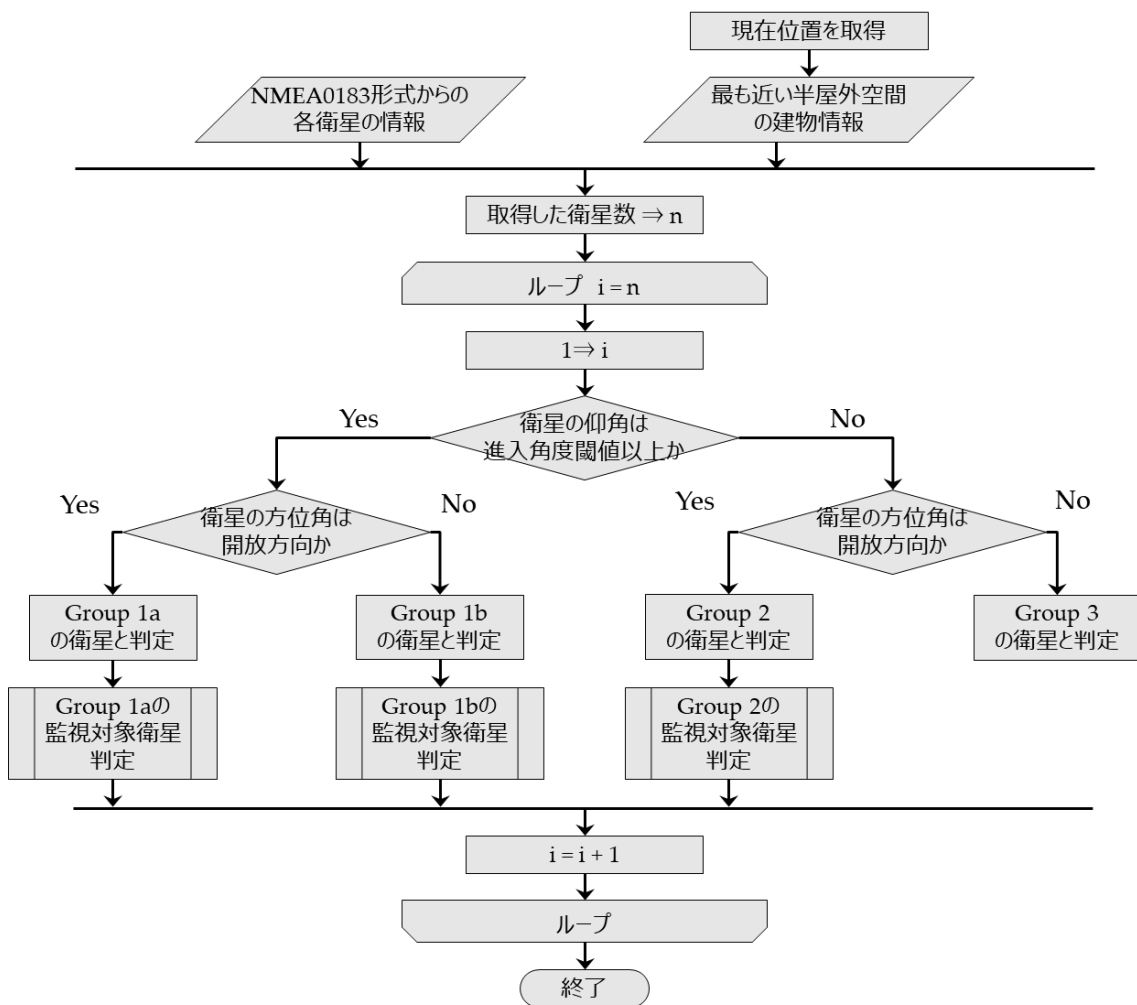 現在位置を取得
NMEA0183形式からの
各衛星の情報
最も近い半屋外空間
の建物情報
取得した衛星数 ⇒ n
ループ i = n
1⇒ i
Yes
衛星の仰角は
進入角度閾値以上か
No
Yes
衛星の方位角は
開放方向か
No
Yes
衛星の方位角は
開放方向か
No
Group 1a
の衛星と判定
Group 1b
の衛星と判定
Group 2
の衛星と判定
Group 3
の衛星と判定
Group 1aの
監視対象衛星
判定
Group 1bの
監視対象衛星
判定
Group 2の
監視対象衛星
判定
i = i + 1
ループ
終了